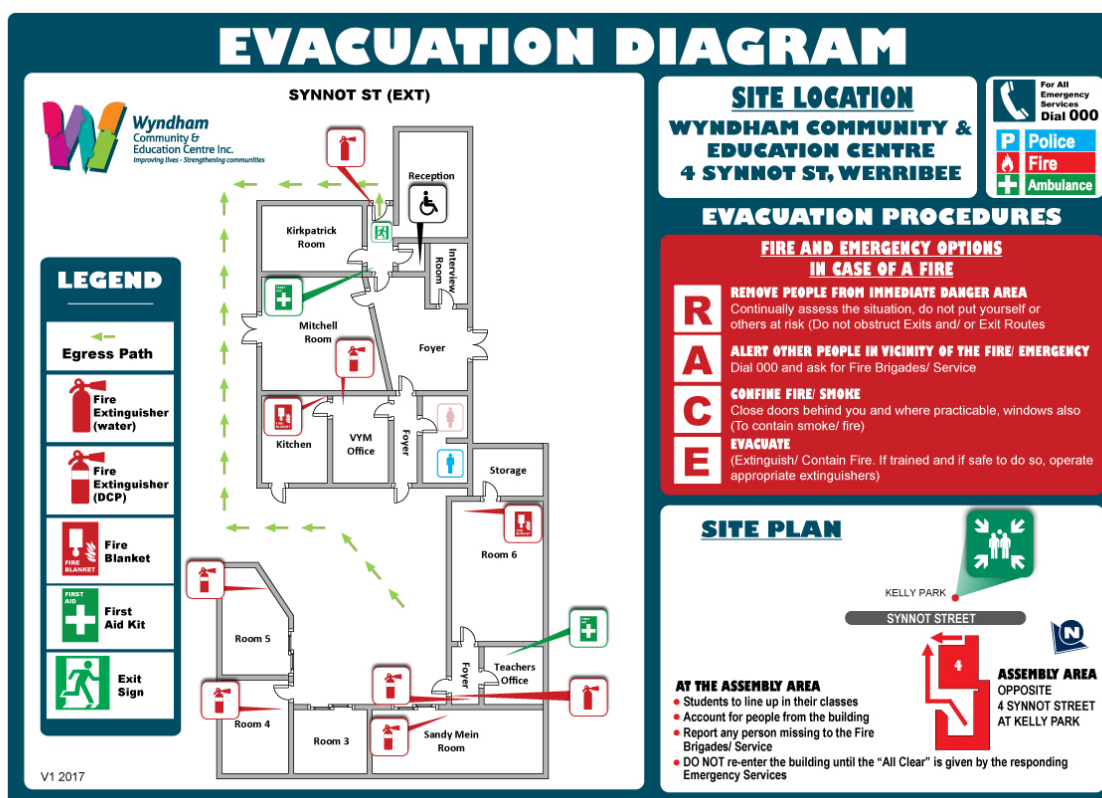 EVACUATION DIAGRAM
SYNNOT ST (EXT)
Wyndham
Community &
Education Centre Inc.
Improving lives - Strengthening communities
LEGEND
Egress Path
Fire
Extinguisher
(water)
Fire
Extinguisher
(DCP)
FIRE
BLANKET
Fire
Blanket
FIRST
AID
First
Aid Kit
Exit
Sign
Reception
Kirkpatrick
Room
Interview
Room
FIRST
AID
Mitchell
Room
Foyer
FIRE
BLANKET
Kitchen
VYM
Office
Foyer
Storage
FIRE
BLANKET
Room 6
Room 5
FIRST
AID
Teachers
Office
Foyer
Room 4
Room 3
Sandy Mein
Room
V1 2017
SITE LOCATION
WYNDHAM COMMUNITY &
EDUCATION CENTRE
4 SYNNOT ST, WERRIBEE
For All
Emergency
Services
Dial 000
P Police
Fire
Ambulance
EVACUATION PROCEDURES
FIRE AND EMERGENCY OPTIONS
IN CASE OF A FIRE
R
REMOVE PEOPLE FROM IMMEDIATE DANGER AREA
Continually assess the situation, do not put yourself or
others at risk (Do not obstruct Exits and/ or Exit Routes
A
ALERT OTHER PEOPLE IN VICINITY OF THE FIRE/ EMERGENCY
Dial 000 and ask for Fire Brigades/ Service
C
CONFINE FIRE/ SMOKE
Close doors behind you and where practicable, windows also
(To contain smoke/ fire)
E
EVACUATE
(Extinguish/ Contain Fire. If trained and if safe to do so, operate
appropriate extinguishers)
SITE PLAN
KELLY PARK
SYNNOT STREET
N
4
ASSEMBLY AREA
OPPOSITE
4 SYNNOT STREET
AT KELLY PARK
AT THE ASSEMBLY AREA
• Students to line up in their classes
• Account for people from the building
• Report any person missing to the Fire
Brigades/ Service
• DO NOT re-enter the building until the “All Clear” is given by the responding
Emergency Services